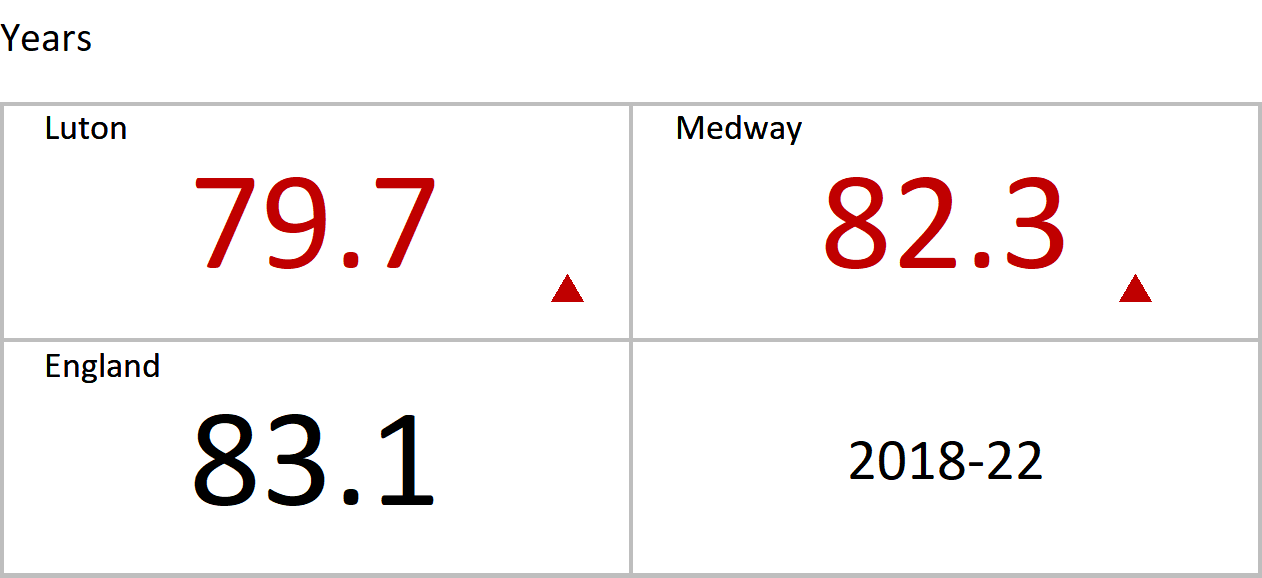 Years
Luton
Medway
79.7
82.3
England
83.1
2018-22